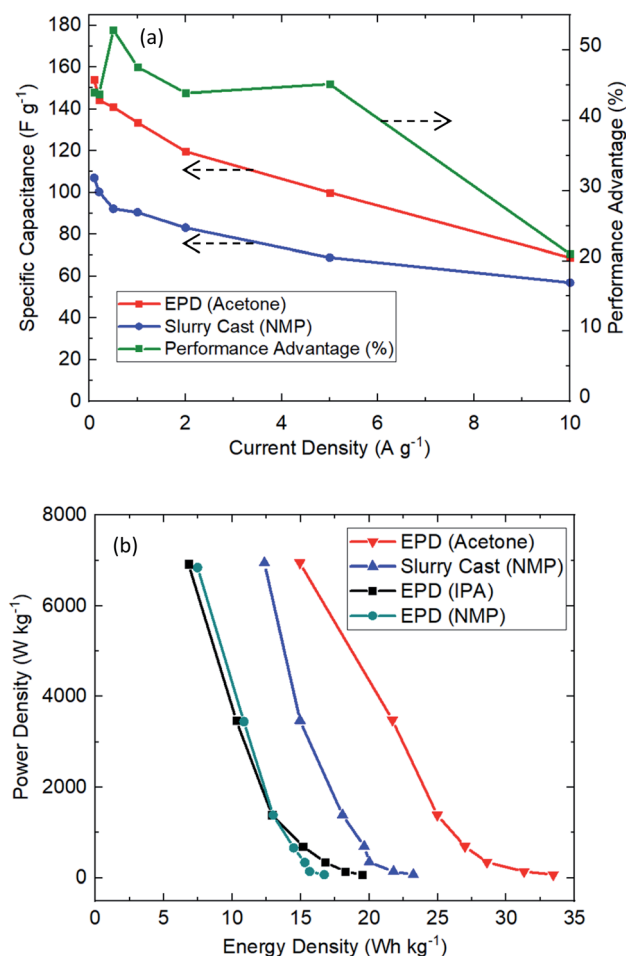 (a)
180
160
140
120
100
80
60
40
20
0
Specific Capacitance (F g⁻¹)
50
40
30
20
10
0
Performance Advantage (%)
EPD (Acetone)
Slurry Cast (NMP)
Performance Advantage (%)
0 2 4 6 8 10
Current Density (A g⁻¹)
(b)
8000
6000
4000
2000
0
Power Density (W kg⁻¹)
EPD (Acetone)
Slurry Cast (NMP)
EPD (IPA)
EPD (NMP)
0 5 10 15 20 25 30 35
Energy Density (Wh kg⁻¹)